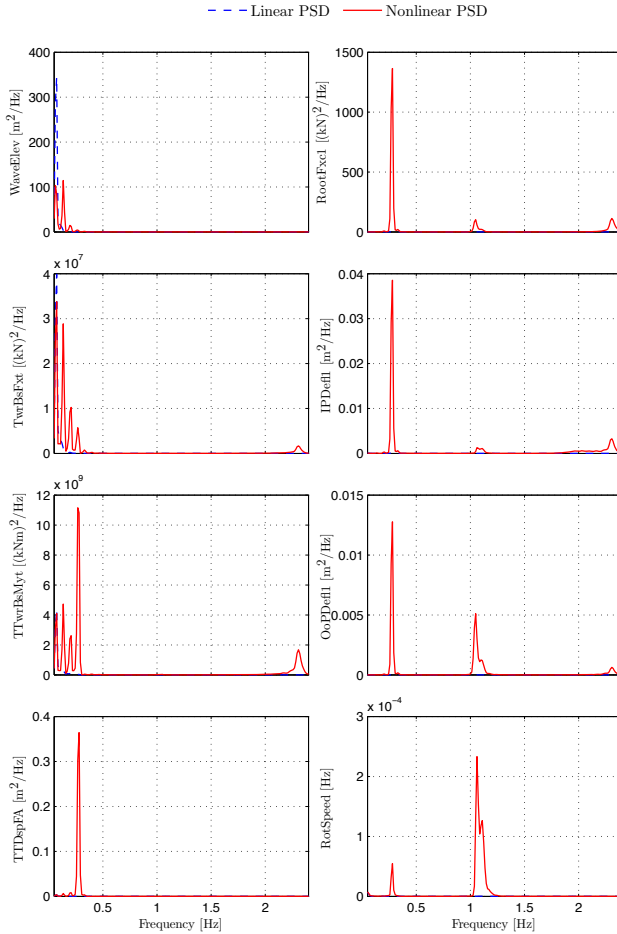 Linear PSD Nonlinear PSD
400
300
200
100
0
WaveElev [m²/Hz]
1500
1000
500
0
RootFxc1 [(kN)²/Hz]
x 10⁷
4
3
2
1
0
TwrBsFxt [(kN)²/Hz]
0.04
0.03
0.02
0.01
0
IPDefl1 [m²/Hz]
x 10⁹
12
10
8
6
4
2
0
TTwrBsMyt [(kNm)²/Hz]
0.015
0.01
0.005
0
OoPDefl1 [m²/Hz]
0.4
0.3
0.2
0.1
0
TTDspFA [m²/Hz]
0.5 1 1.5 2
Frequency [Hz]
x 10⁻⁴
3
2
1
0
RotSpeed [Hz]
0.5 1 1.5 2
Frequency [Hz]